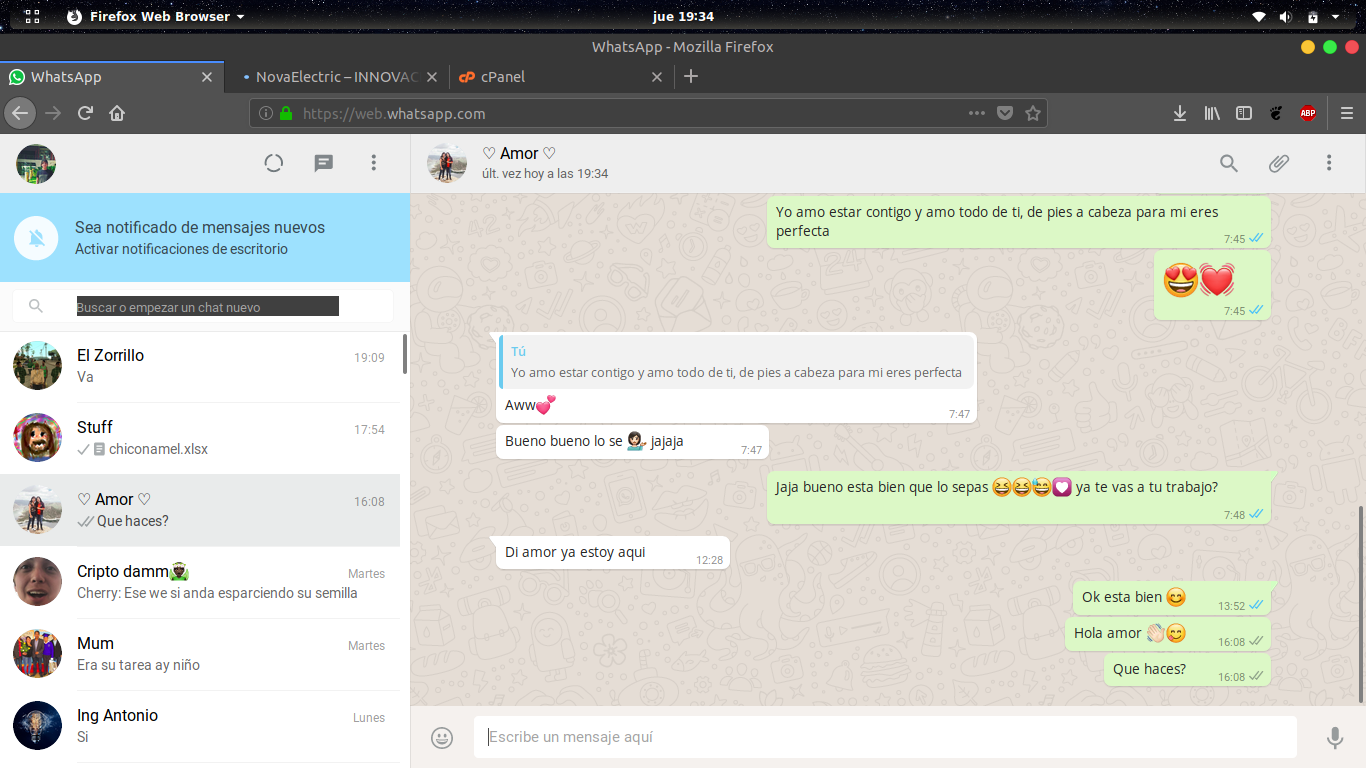 Firefox Web Browser
jue 19:34
WhatsApp - Mozilla Firefox
WhatsApp
NovaElectric – INNOVAC
cPanel
https://web.whatsapp.com
ABP
♡ Amor ♡
últ. vez hoy a las 19:34
Sea notificado de mensajes nuevos
Activar notificaciones de escritorio
Buscar o empezar un chat nuevo
El Zorrillo
19:09
Va
Stuff
17:54
chiconamel.xlsx
♡ Amor ♡
16:08
Que haces?
Cripto damm
Martes
Cherry: Ese we si anda esparciendo su semilla
Mum
Martes
Era su tarea ay niño
Ing Antonio
Lunes
Si
Yo amo estar contigo y amo todo de ti, de pies a cabeza para mi eres
perfecta
7:45
😍💓
7:45
Tú
Yo amo estar contigo y amo todo de ti, de pies a cabeza para mi eres perfecta
Aww💕
7:47
Bueno bueno lo se 💁🏻 jajaja
7:47
Jaja bueno esta bien que lo sepas 😆😆😅💟 ya te vas a tu trabajo?
7:48
Di amor ya estoy aqui
12:28
Ok esta bien 😊
13:52
Hola amor 👏🏻😋
16:08
Que haces?
16:08
Escribe un mensaje aquí